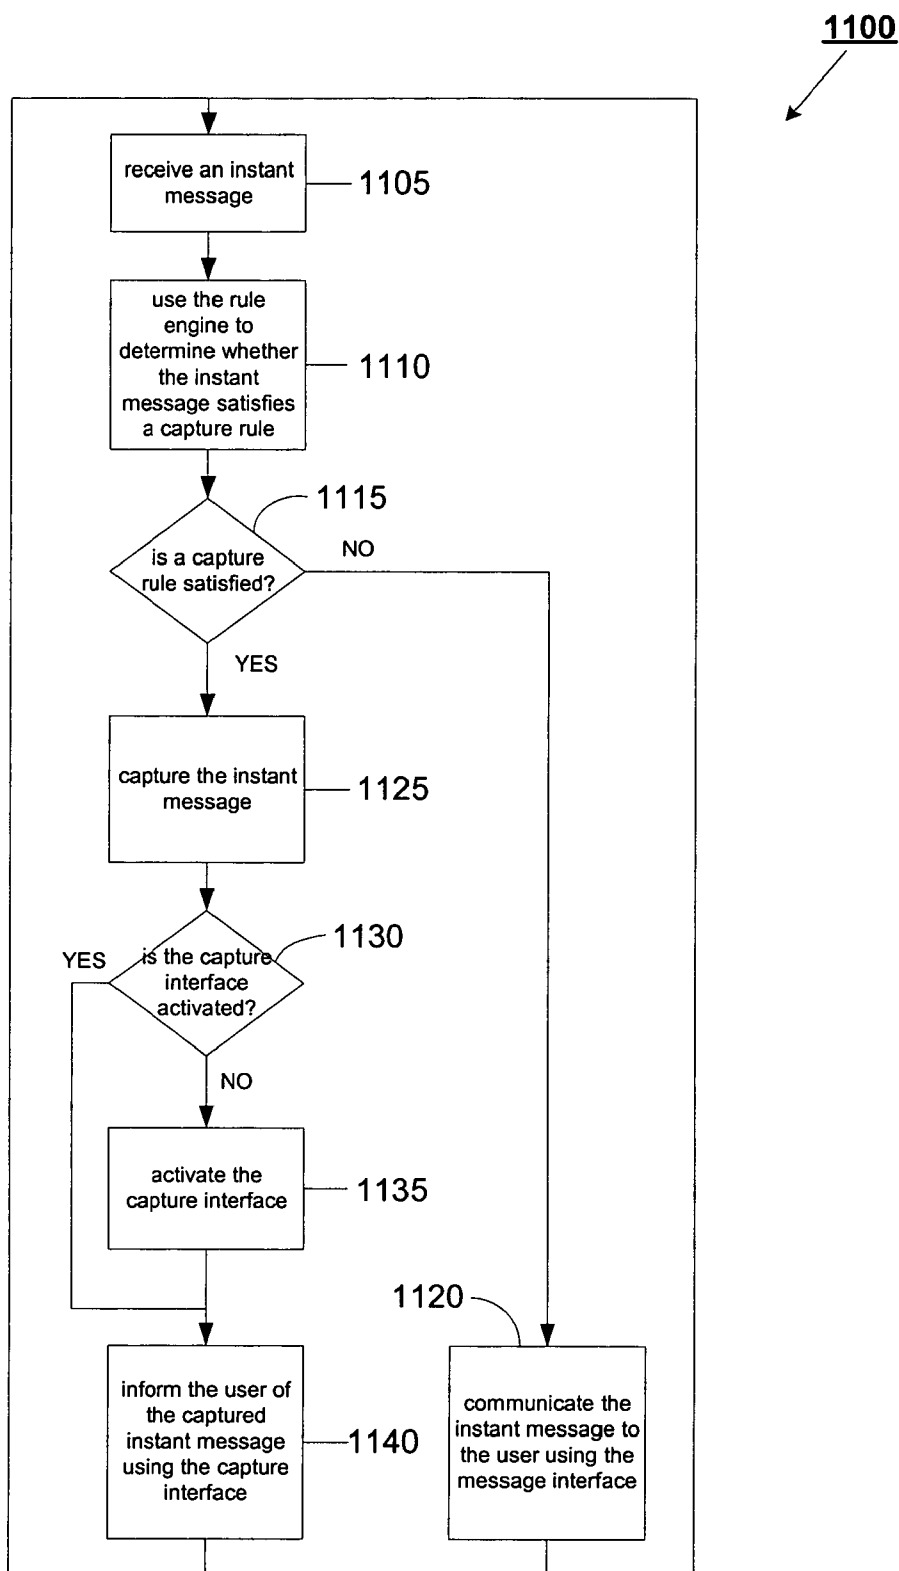 1100
receive an instant
message
1105
use the rule
engine to
determine whether
the instant
message satisfies
a capture rule
1110
1115
is a capture
rule satisfied?
NO
YES
capture the instant
message
1125
1130
is the capture
interface
activated?
YES
NO
activate the
capture interface
1135
1120
inform the user of
the captured
instant message
using the capture
interface
1140
communicate the
instant message to
the user using the
message interface